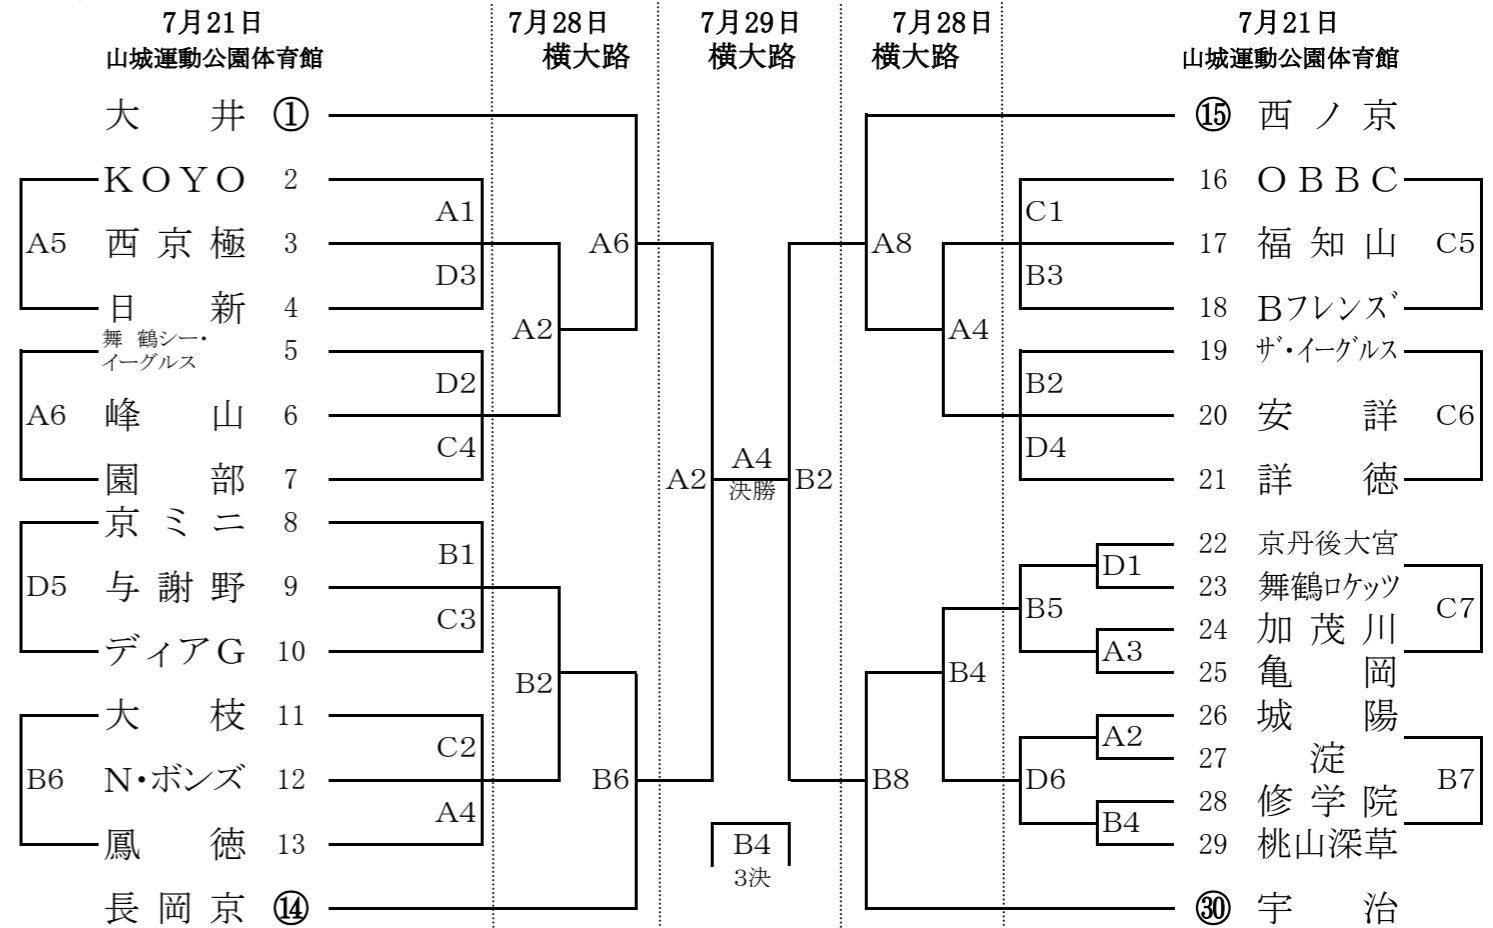 7月21日
山城運動公園体育館
7月28日
横大路
7月29日
横大路
7月28日
横大路
7月21日
山城運動公園体育館
大井 ①
KOYO 2
西京極 3
日新 4
舞鶴シー・
イーグルス 5
峰山 6
園部 7
京ミニ 8
与謝野 9
ディアG 10
大枝 11
N・ボンズ 12
鳳徳 13
長岡京 ⑭
A5
A6
D5
B6
A1
D3
D2
C4
B1
C3
C2
A4
A2
B2
A6
B6
A2
A4
決勝
B2
B4
3決
A8
B8
A4
B4
C1
B3
B2
D4
B5
D6
D1
A3
A2
B4
⑮ 西ノ京
16 OBBC
17 福知山
18 Bフレンズ
19 ザ・イーグルス
20 安詳
21 詳徳
22 京丹後大宮
23 舞鶴ロケッツ
24 加茂川
25 亀岡
26 城陽
27 淀
28 修学院
29 桃山深草
㉚ 宇治
C5
C6
C7
B7